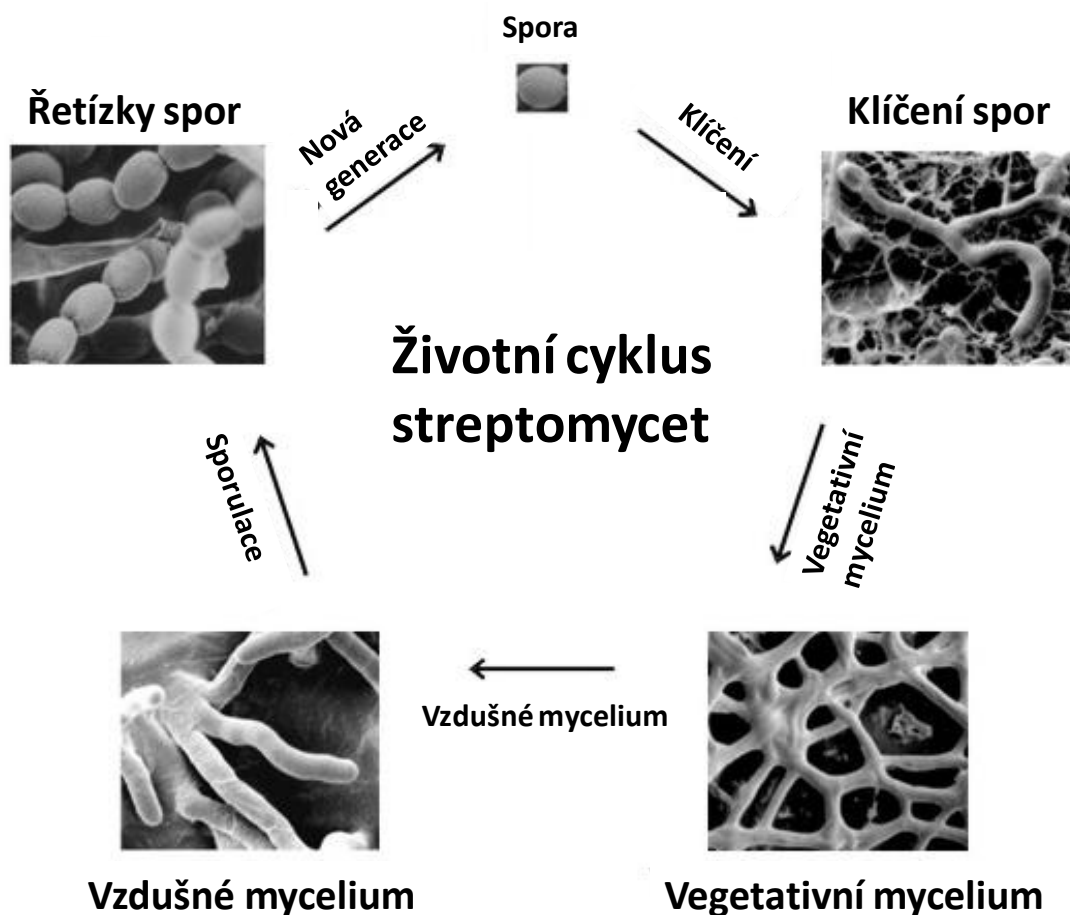 Spora
Řetízky spor
Nová
generace
Klíčení
Klíčení spor
Životní cyklus
streptomycet
Sporulace
Vegetativní
mycelium
Vzdušné mycelium
Vzdušné mycelium
Vegetativní mycelium